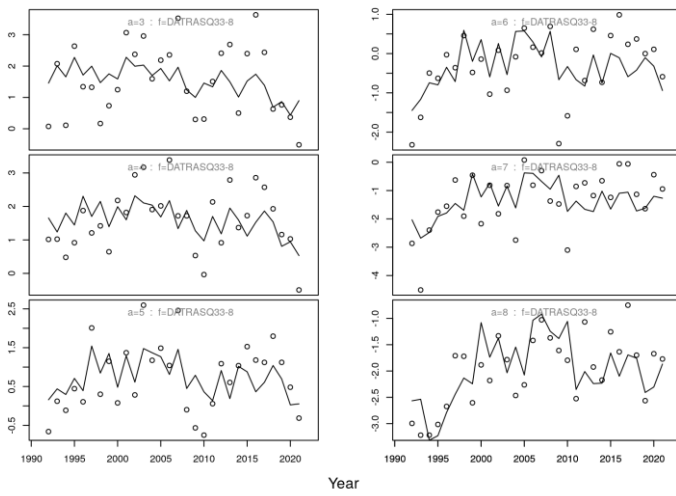 a=3 : f=DATRASQ33-8
3
2
1
0
a=4 : f=DATRASQ33-8
3
2
1
0
a=5 : f=DATRASQ33-8
2.5
1.5
0.5
-0.5
1990 1995 2000 2005 2010 2015 2020
a=6 : f=DATRASQ33-8
1.0
0.0
-1.0
-2.0
a=7 : f=DATRASQ33-8
0
-1
-2
-3
-4
a=8 : f=DATRASQ33-8
-1.0
-1.5
-2.0
-2.5
-3.0
1990 1995 2000 2005 2010 2015 2020
Year